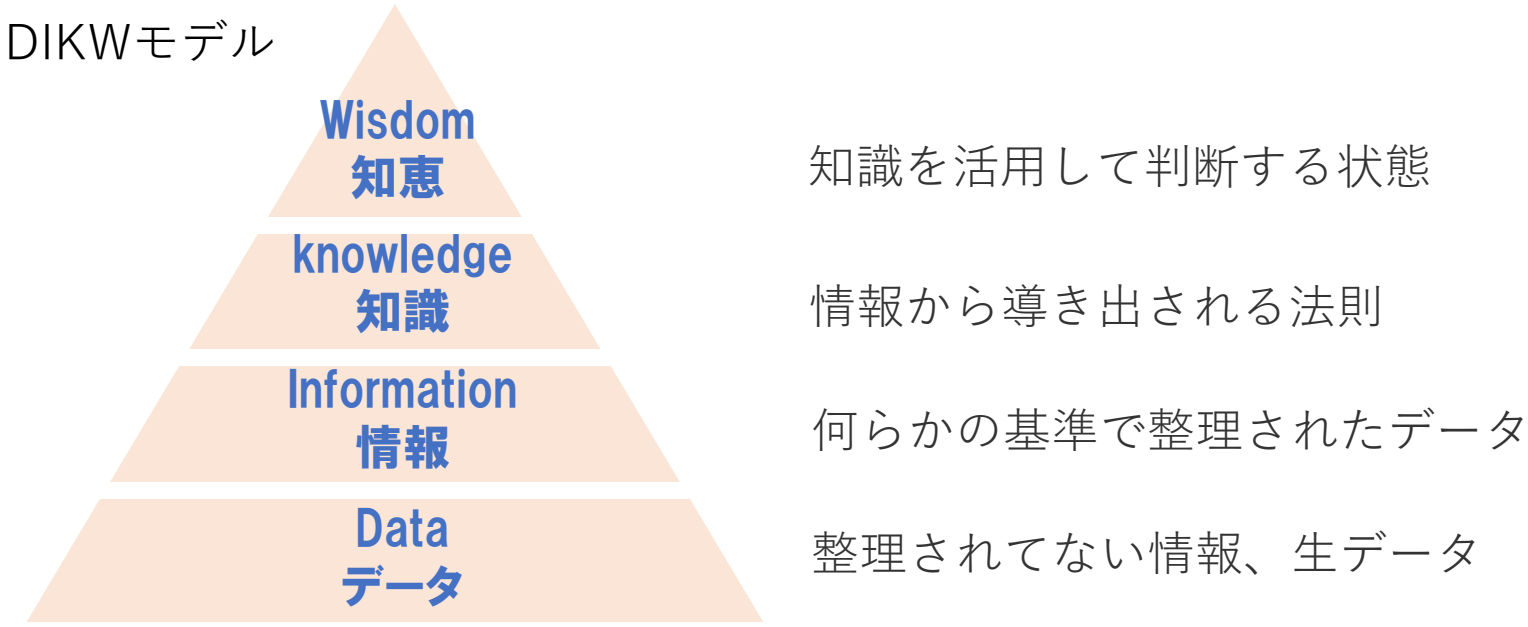 DIKWモデル
Wisdom
知恵
知識を活用して判断する状態
knowledge
知識
情報から導き出される法則
Information
情報
何らかの基準で整理されたデータ
Data
データ
整理されてない情報、生データ